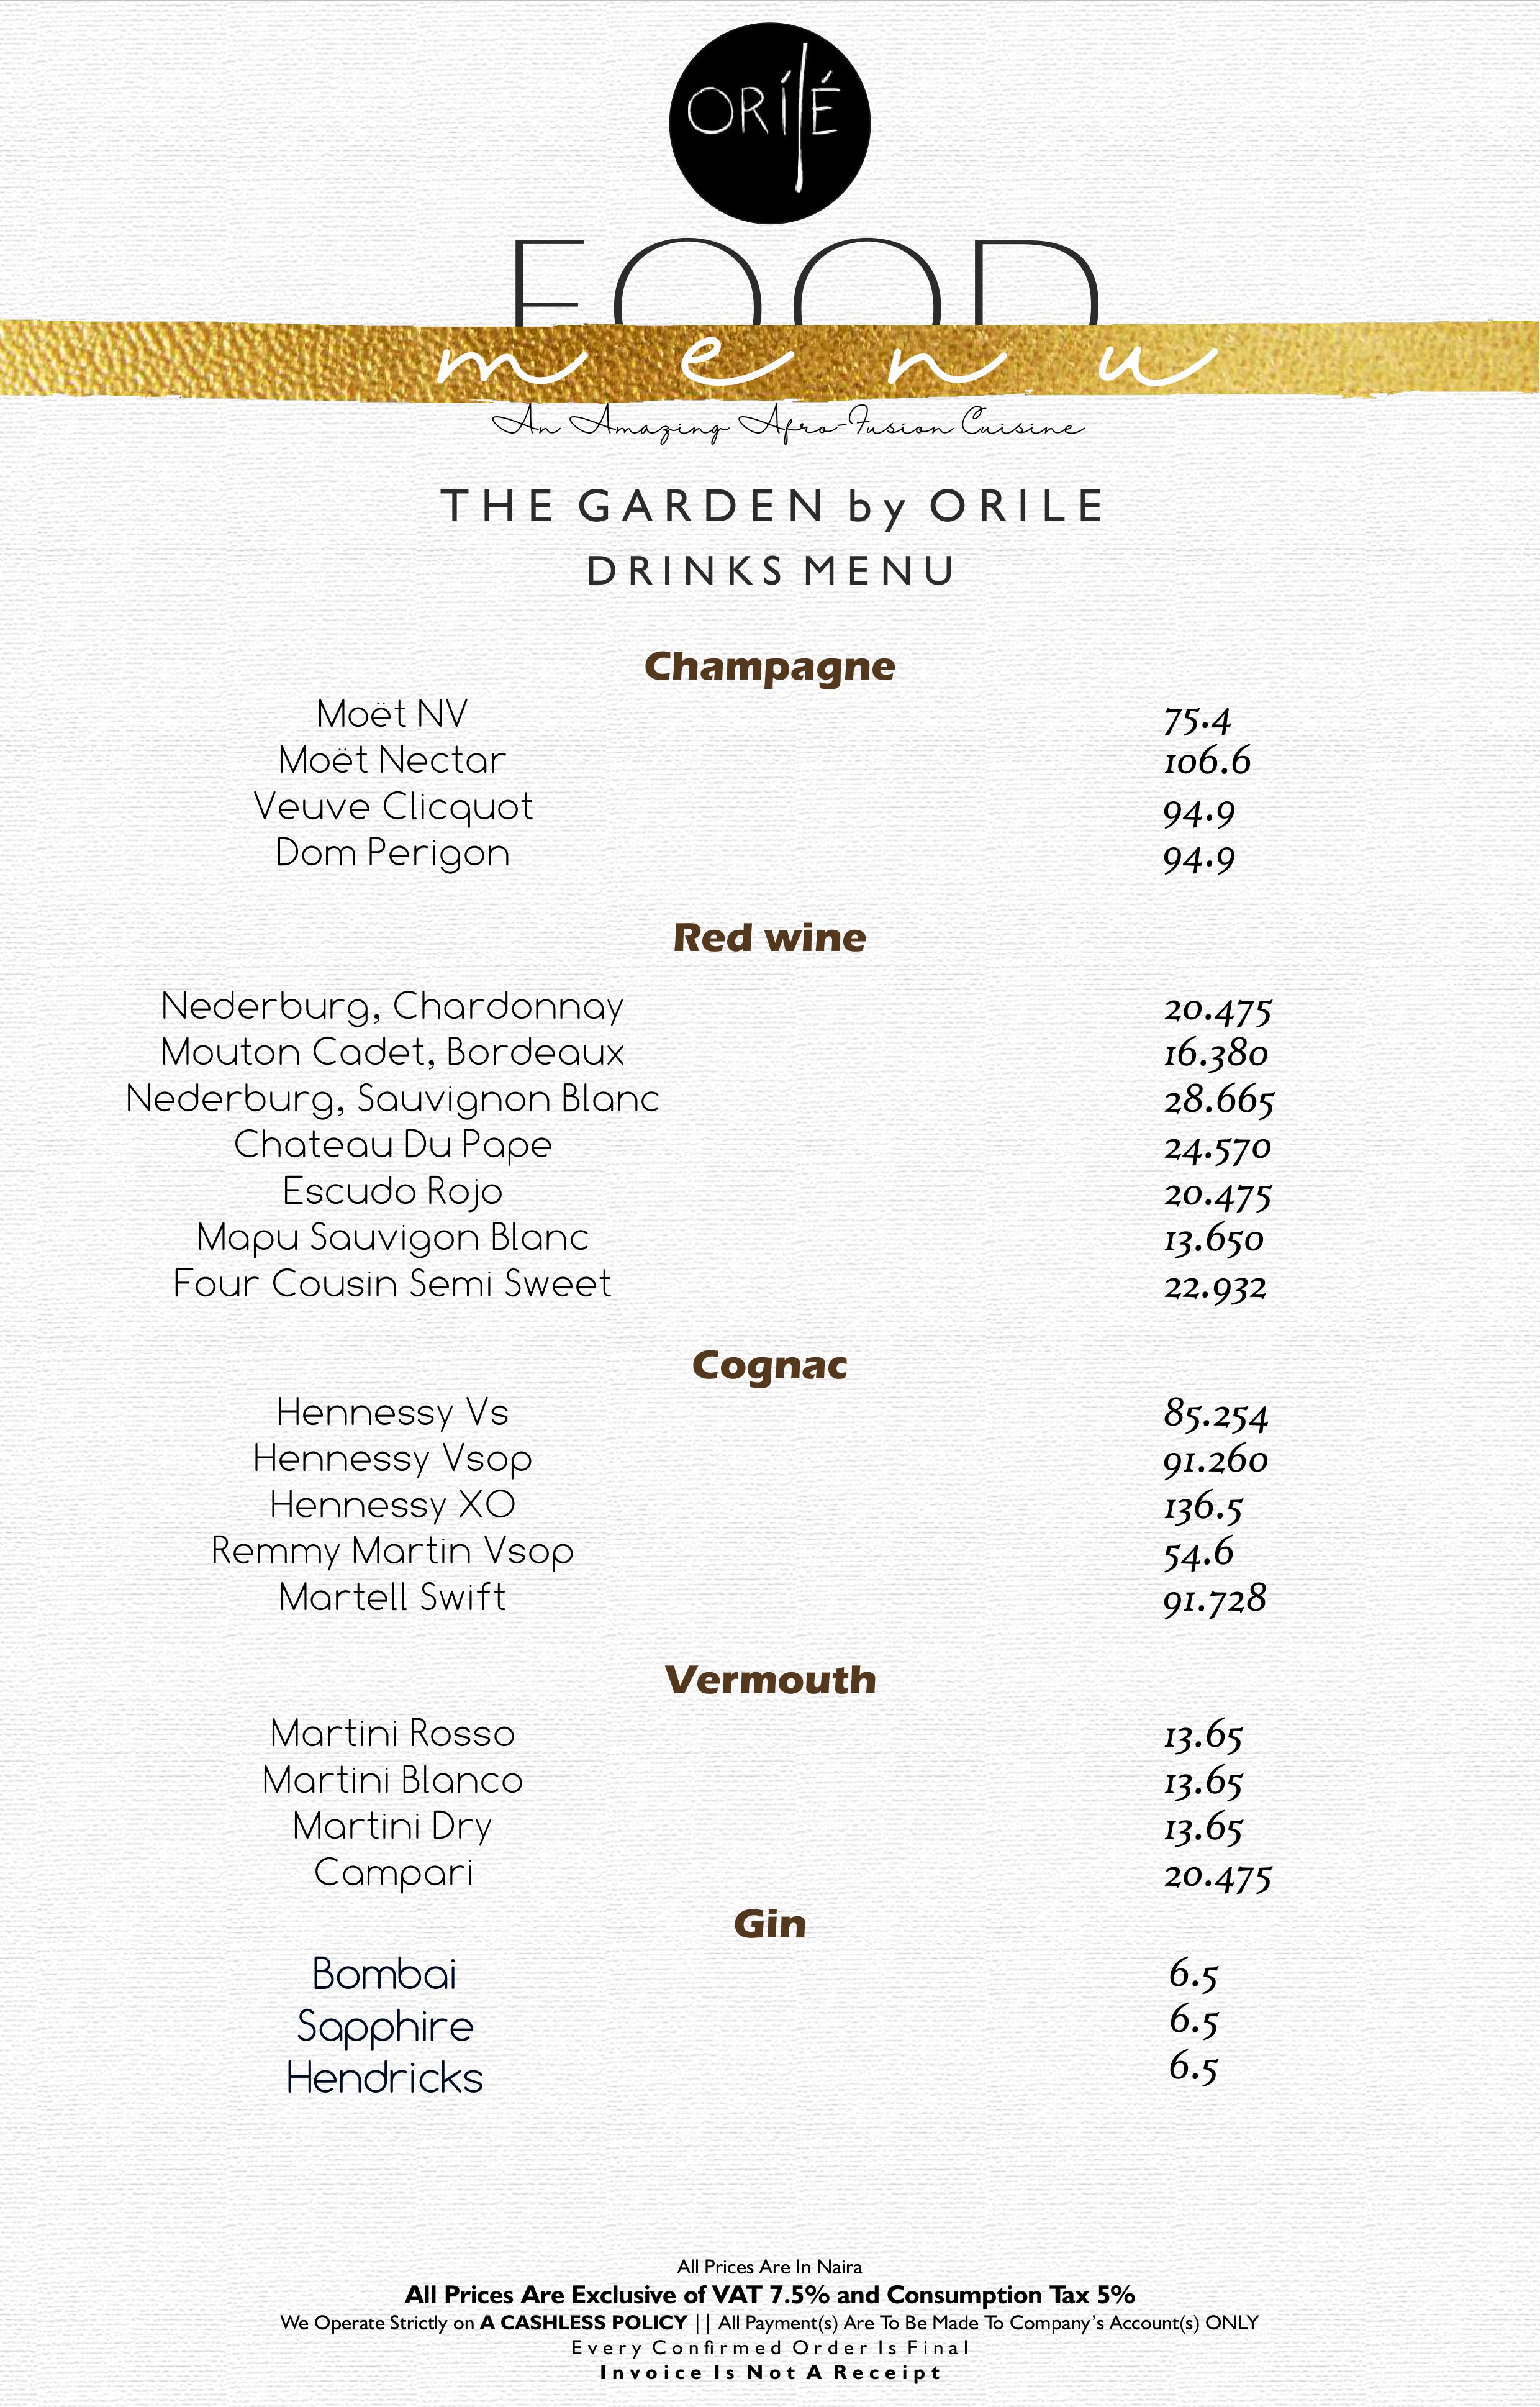 ORÍLÉ
FOOD
menu
An Amazing Afro-Fusion Cuisine
THE GARDEN by ORILE
DRINKS MENU
Champagne
Moët NV 75.4
Moët Nectar 106.6
Veuve Clicquot 94.9
Dom Perigon 94.9
Red wine
Nederburg, Chardonnay 20.475
Mouton Cadet, Bordeaux 16.380
Nederburg, Sauvignon Blanc 28.665
Chateau Du Pape 24.570
Escudo Rojo 20.475
Mapu Sauvigon Blanc 13.650
Four Cousin Semi Sweet 22.932
Cognac
Hennessy Vs 85.254
Hennessy Vsop 91.260
Hennessy XO 136.5
Remmy Martin Vsop 54.6
Martell Swift 91.728
Vermouth
Martini Rosso 13.65
Martini Blanco 13.65
Martini Dry 13.65
Campari 20.475
Gin
Bombai 6.5
Sapphire 6.5
Hendricks 6.5
All Prices Are In Naira
All Prices Are Exclusive of VAT 7.5% and Consumption Tax 5%
We Operate Strictly on A CASHLESS POLICY || All Payment(s) Are To Be Made To Company's Account(s) ONLY
Every Confirmed Order Is Final
Invoice Is Not A Receipt